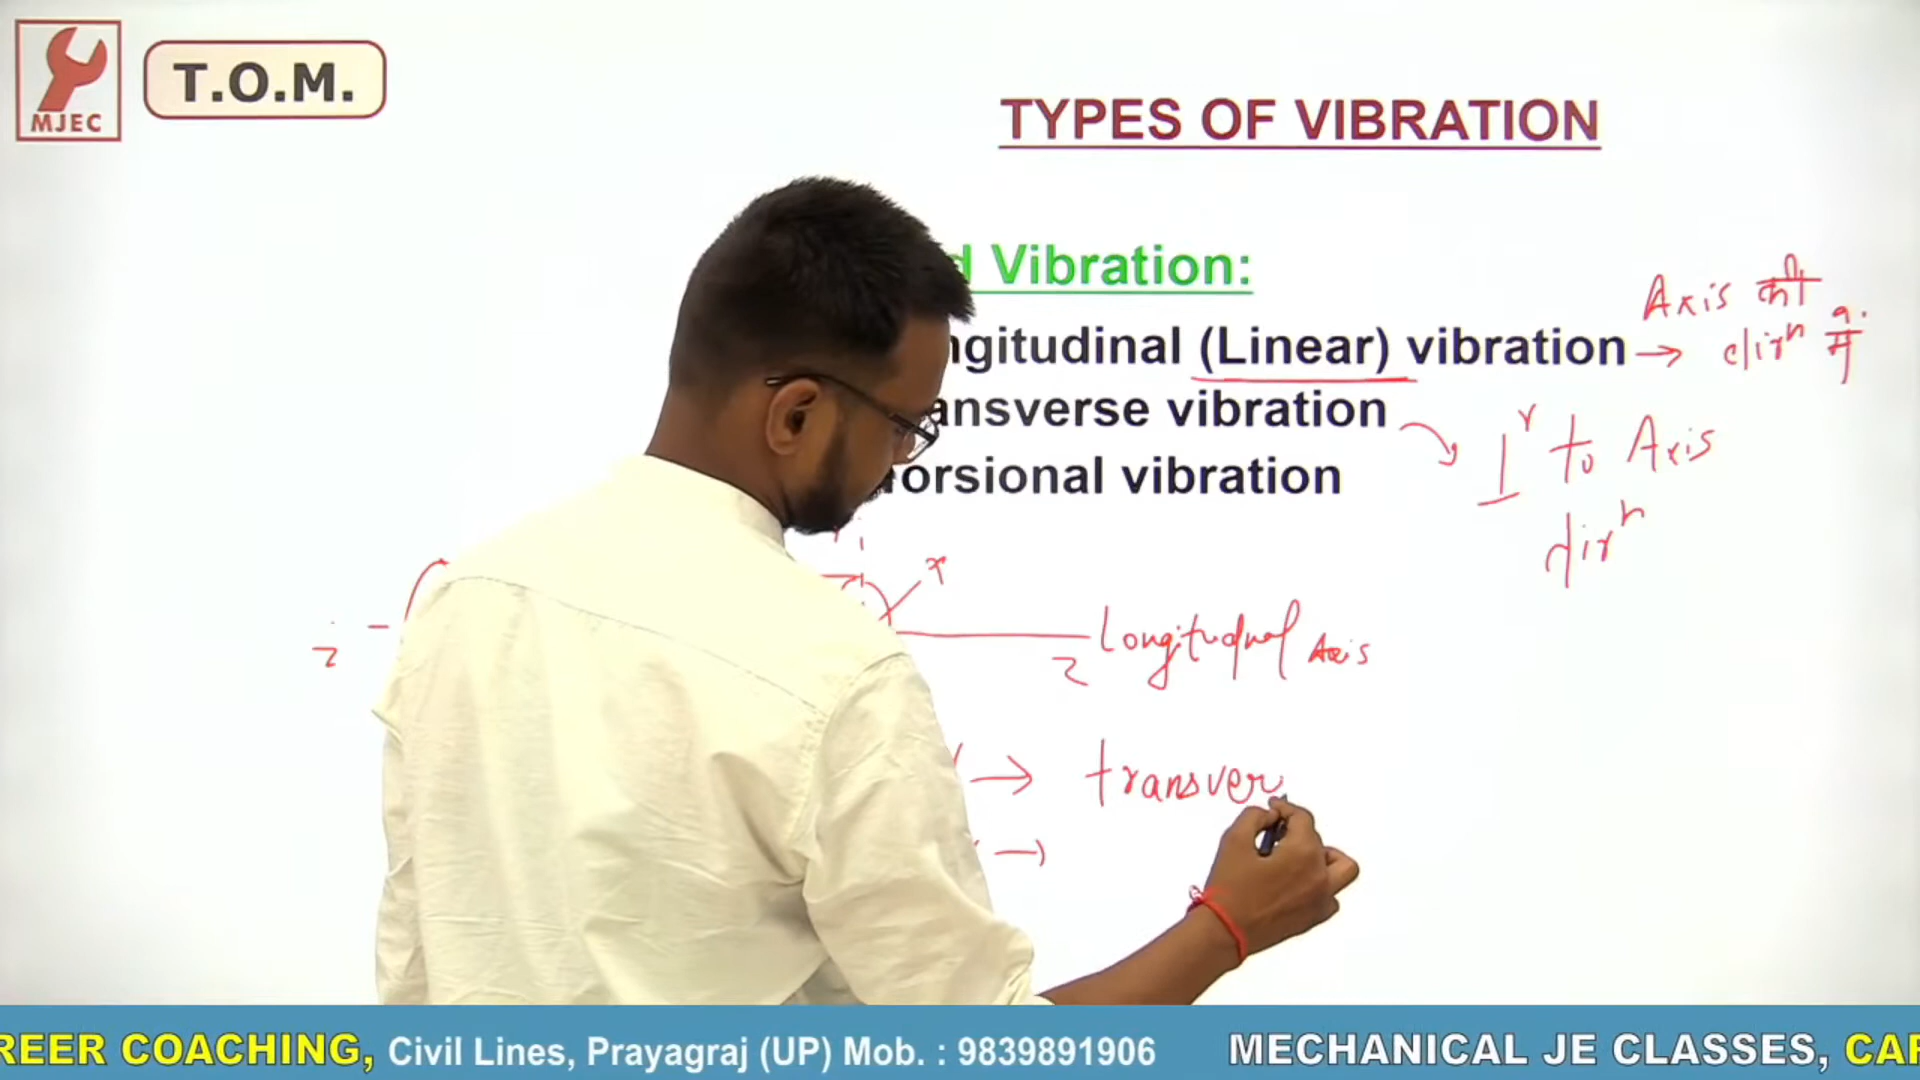 MJEC
T.O.M.
TYPES OF VIBRATION
d Vibration:
ngitudinal (Linear) vibration → Axis की
dirⁿ में
ansverse vibration
⊥ʳ to Axis
dirⁿ
orsional vibration
x
z
z
Longitudnal Axis
→ transver
→
REER COACHING, Civil Lines, Prayagraj (UP) Mob. : 9839891906 MECHANICAL JE CLASSES, CAR